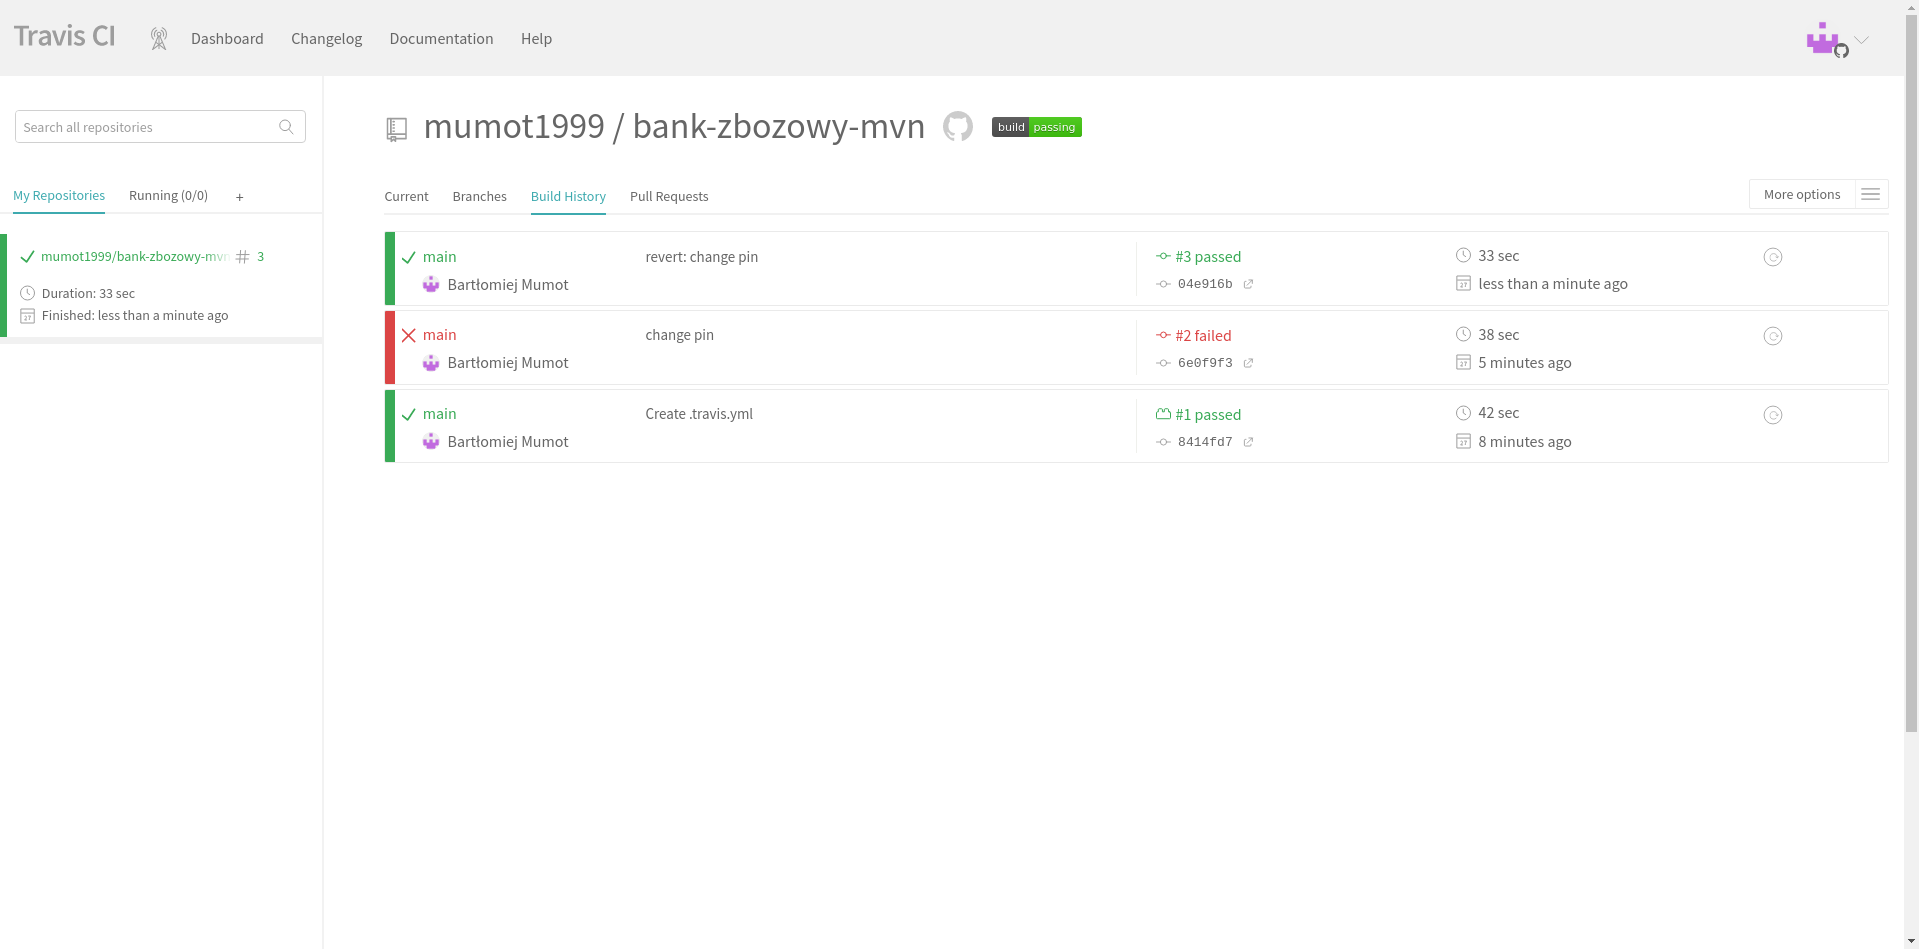 Travis CI
Dashboard
Changelog
Documentation
Help
Search all repositories
My Repositories
Running (0/0)
+
mumot1999/bank-zbozowy-mvn
# 3
Duration: 33 sec
Finished: less than a minute ago
mumot1999 / bank-zbozowy-mvn
build passing
Current
Branches
Build History
Pull Requests
More options
main
revert: change pin
#3 passed
33 sec
Bartłomiej Mumot
04e916b
less than a minute ago
main
change pin
#2 failed
38 sec
Bartłomiej Mumot
6e0f9f3
5 minutes ago
main
Create .travis.yml
#1 passed
42 sec
Bartłomiej Mumot
8414fd7
8 minutes ago